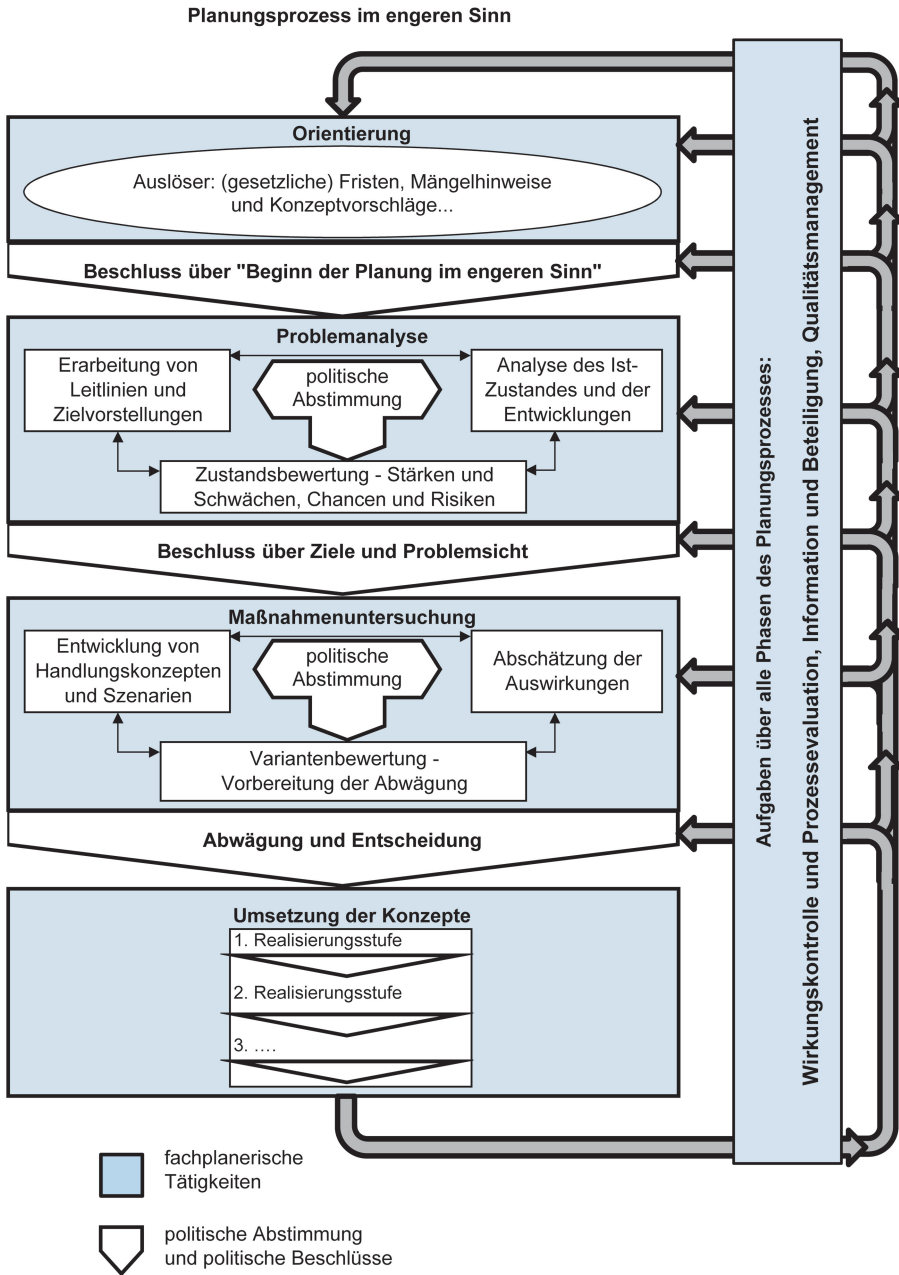 Planungsprozess im engeren Sinn
Orientierung
Auslöser: (gesetzliche) Fristen, Mängelhinweise
und Konzeptvorschläge...
Beschluss über "Beginn der Planung im engeren Sinn"
Problemanalyse
Erarbeitung von
Leitlinien und
Zielvorstellungen
politische
Abstimmung
Analyse des Ist-
Zustandes und der
Entwicklungen
Zustandsbewertung - Stärken und
Schwächen, Chancen und Risiken
Beschluss über Ziele und Problemsicht
Maßnahmenuntersuchung
Entwicklung von
Handlungskonzepten
und Szenarien
politische
Abstimmung
Abschätzung der
Auswirkungen
Variantenbewertung -
Vorbereitung der Abwägung
Abwägung und Entscheidung
Umsetzung der Konzepte
1. Realisierungsstufe
2. Realisierungsstufe
3. ....
Aufgaben über alle Phasen des Planungsprozesses:
Wirkungskontrolle und Prozessevaluation, Information und Beteiligung, Qualitätsmanagement
fachplanerische
Tätigkeiten
politische Abstimmung
und politische Beschlüsse